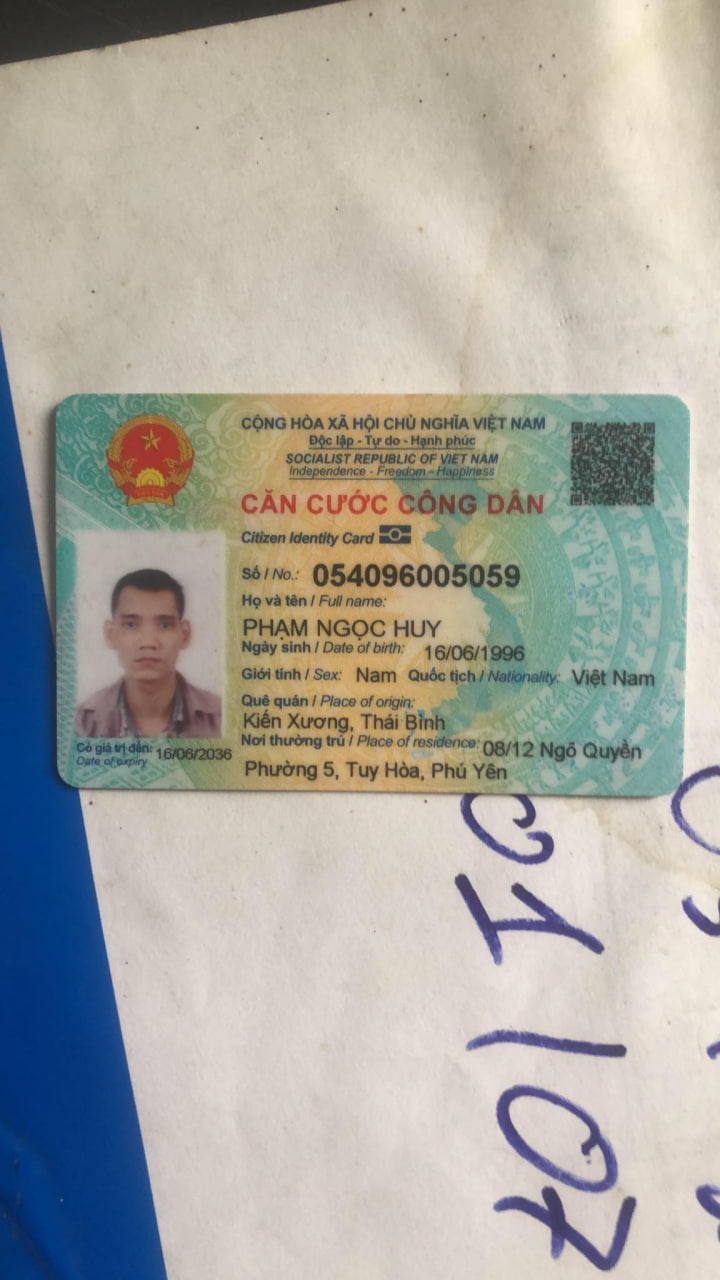 CỘNG HÒA XÃ HỘI CHỦ NGHĨA VIỆT NAM
Độc lập - Tự do - Hạnh phúc
SOCIALIST REPUBLIC OF VIET NAM
Independence - Freedom - Happiness
CĂN CƯỚC CÔNG DÂN
Citizen Identity Card
Số / No.: 054096005059
Họ và tên / Full name:
PHẠM NGỌC HUY
Ngày sinh / Date of birth: 16/06/1996
Giới tính / Sex: Nam Quốc tịch / Nationality: Việt Nam
Quê quán / Place of origin:
Kiến Xương, Thái Bình
Nơi thường trú / Place of residence: 08/12 Ngô Quyền
Phường 5, Tuy Hòa, Phú Yên
Có giá trị đến: 16/06/2036
Date of expiry